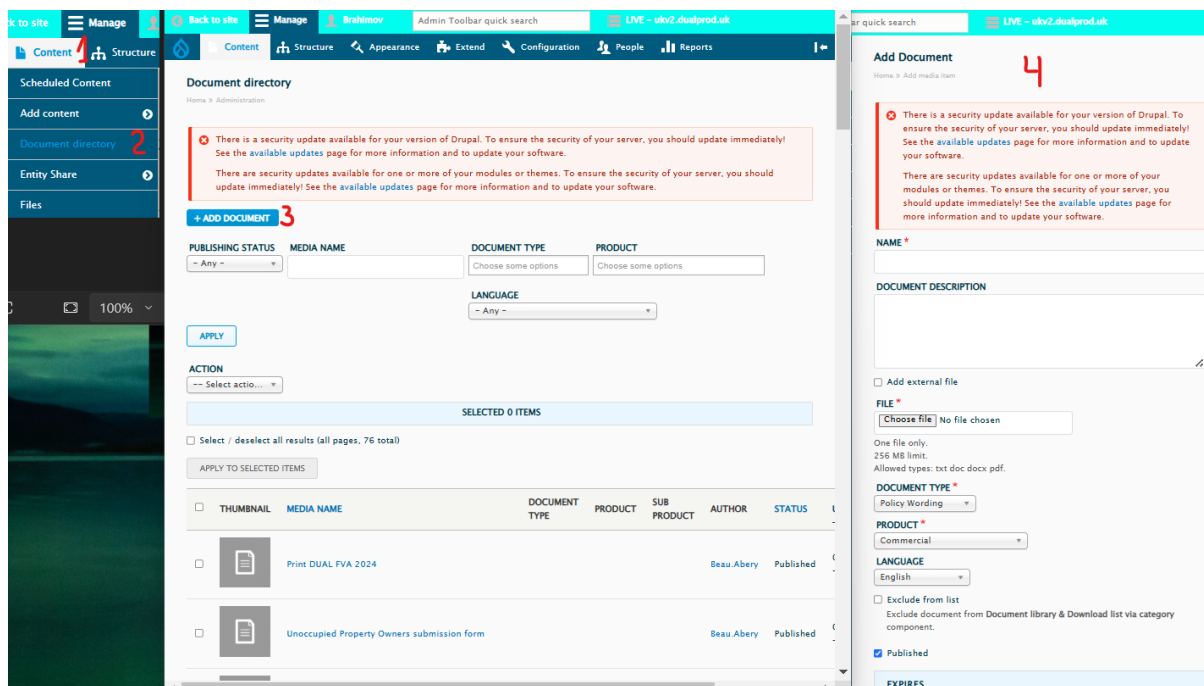 ck to site Manage
Content 1 Structure
Scheduled Content
Add content
Document directory 2
Entity Share
Files
100%
Back to site Manage Brahimov Admin Toolbar quick search LIVE - ukv2.dualprod.uk
Content Structure Appearance Extend Configuration People Reports
Document directory
Home » Administration
There is a security update available for your version of Drupal. To ensure the security of your server, you should update immediately!
See the available updates page for more information and to update your software.
There are security updates available for one or more of your modules or themes. To ensure the security of your server, you should
update immediately! See the available updates page for more information and to update your software.
+ ADD DOCUMENT 3
PUBLISHING STATUS MEDIA NAME DOCUMENT TYPE PRODUCT
- Any - Choose some options Choose some options
LANGUAGE
- Any -
APPLY
ACTION
-- Select actio...
SELECTED 0 ITEMS
Select / deselect all results (all pages, 76 total)
APPLY TO SELECTED ITEMS
THUMBNAIL MEDIA NAME DOCUMENT TYPE PRODUCT SUB PRODUCT AUTHOR STATUS
Print DUAL FVA 2024 Beau.Abery Published
Unoccupied Property Owners submission form Beau.Abery Published
ar quick search LIVE - ukv2.dualprod.uk
Add Document 4
Home » Add media item
There is a security update available for your version of Drupal. To
ensure the security of your server, you should update immediately!
See the available updates page for more information and to update
your software.
There are security updates available for one or more of your
modules or themes. To ensure the security of your server, you
should update immediately! See the available updates page for
more information and to update your software.
NAME *
DOCUMENT DESCRIPTION
Add external file
FILE *
Choose file No file chosen
One file only.
256 MB limit.
Allowed types: txt doc docx pdf.
DOCUMENT TYPE *
Policy Wording
PRODUCT *
Commercial
LANGUAGE
English
Exclude from list
Exclude document from Document library & Download list via category
component.
Published
EXPIRES